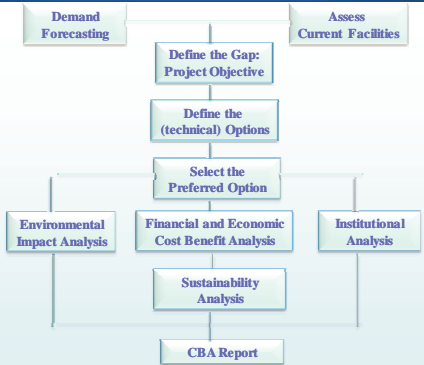 Demand
Forecasting
Assess
Current Facilities
Define the Gap:
Project Objective
Define the
(technical) Options
Select the
Preferred Option
Environmental
Impact Analysis
Financial and Economic
Cost Benefit Analysis
Institutional
Analysis
Sustainability
Analysis
CBA Report